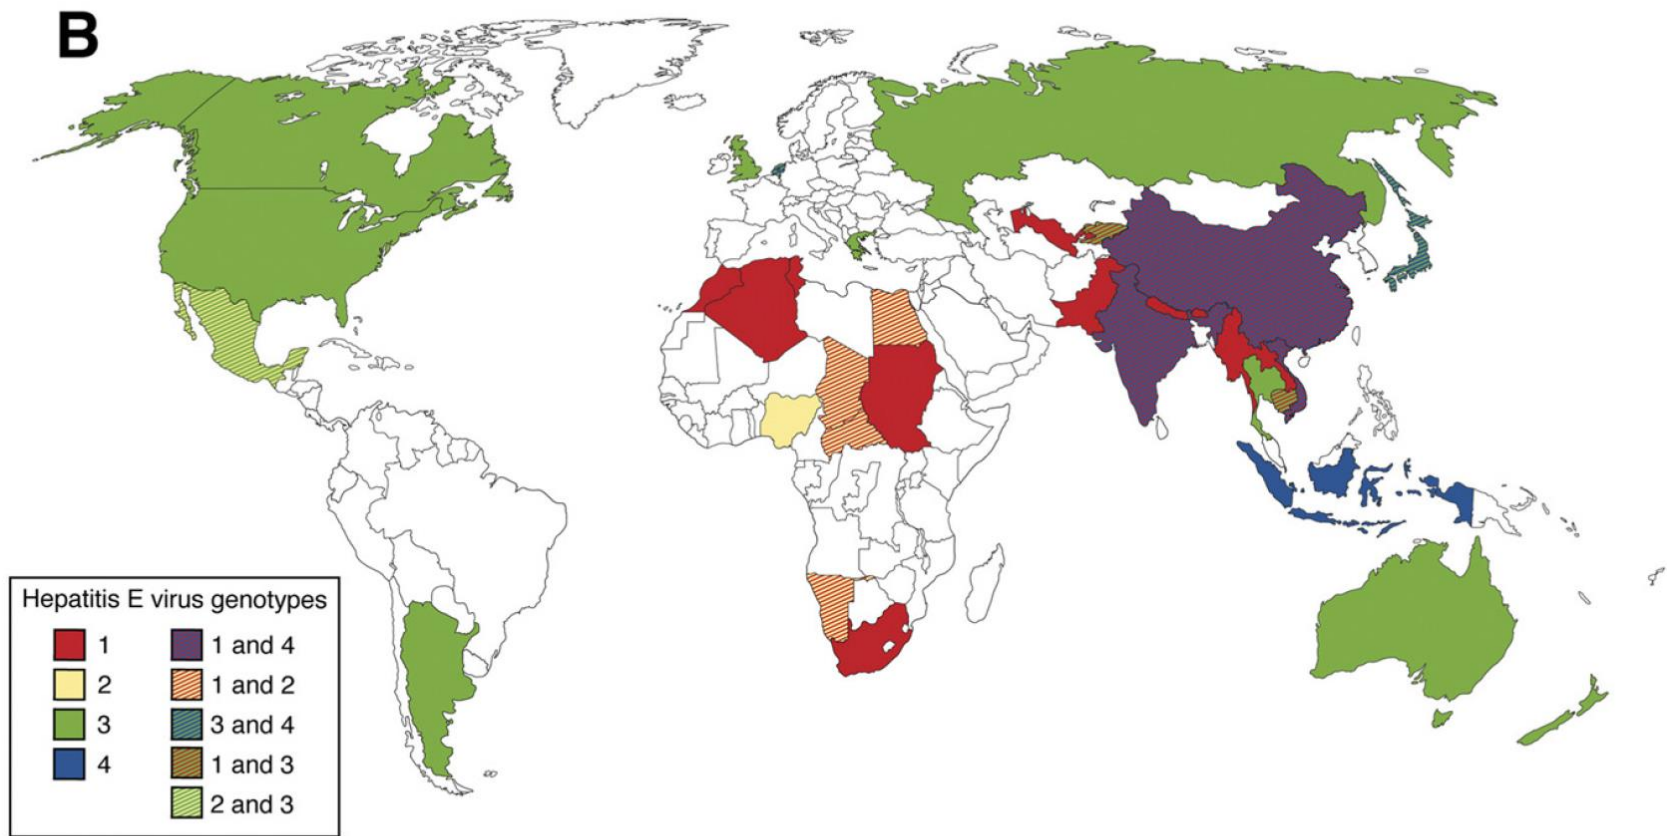 B
Hepatitis E virus genotypes
1
2
3
4
1 and 4
1 and 2
3 and 4
1 and 3
2 and 3